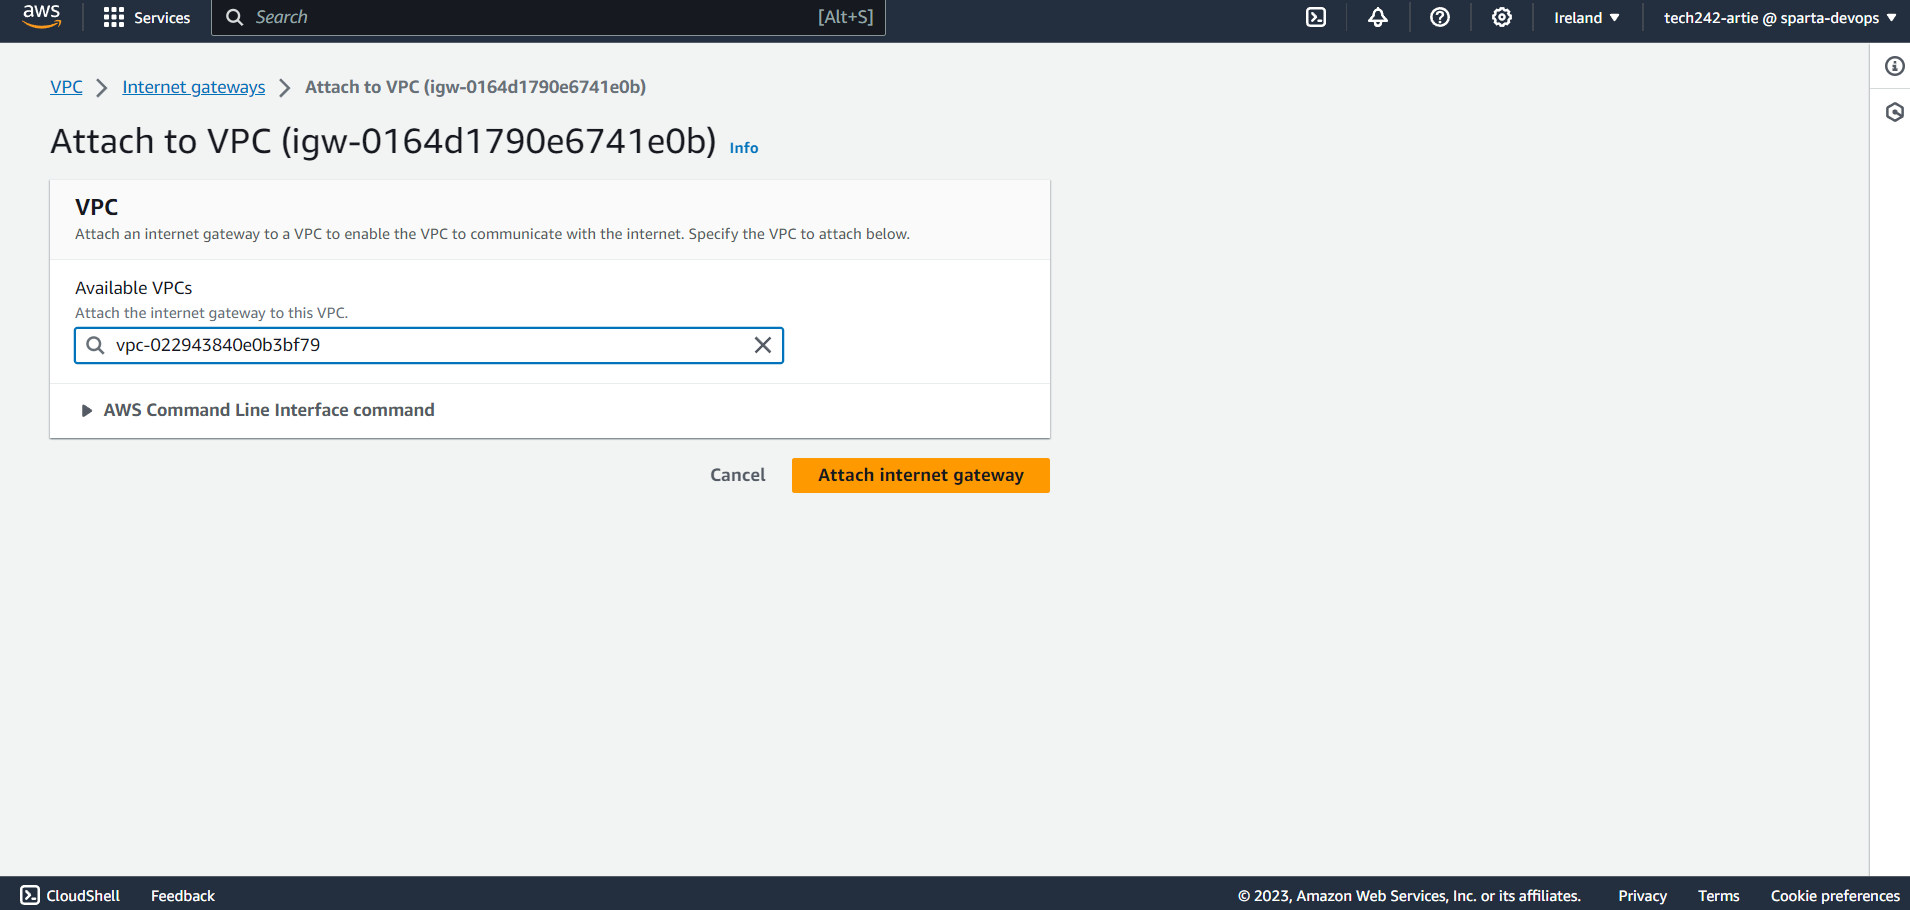 aws Services Search [Alt+S] Ireland tech242-artie @ sparta-devops
VPC Internet gateways Attach to VPC (igw-0164d1790e6741e0b)
Attach to VPC (igw-0164d1790e6741e0b) Info
VPC
Attach an internet gateway to a VPC to enable the VPC to communicate with the internet. Specify the VPC to attach below.
Available VPCs
Attach the internet gateway to this VPC.
vpc-022943840e0b3bf79
AWS Command Line Interface command
Cancel Attach internet gateway
CloudShell Feedback © 2023, Amazon Web Services, Inc. or its affiliates. Privacy Terms Cookie preferences